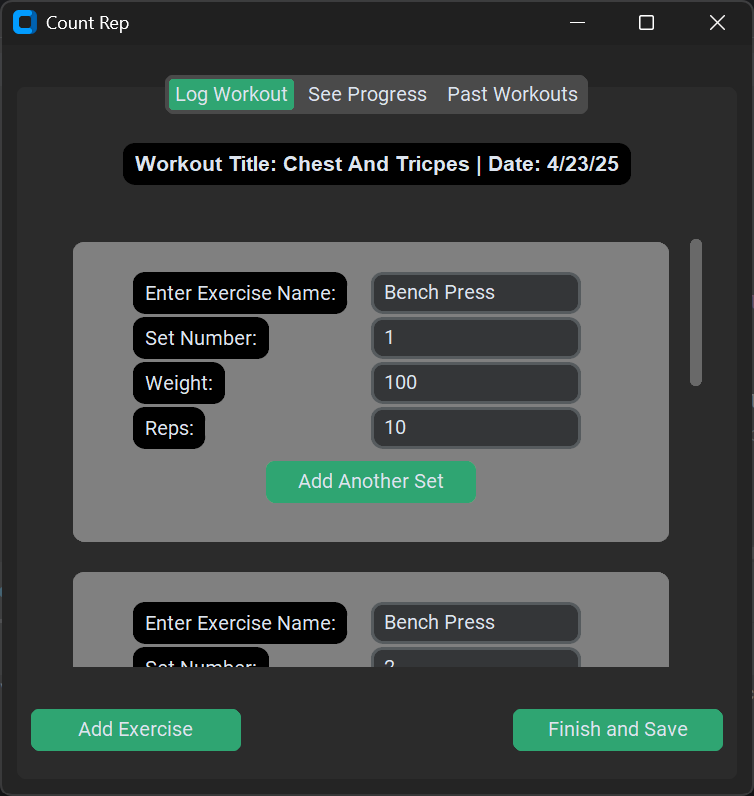 Count Rep
Log Workout See Progress Past Workouts
Workout Title: Chest And Tricpes | Date: 4/23/25
Enter Exercise Name: Bench Press
Set Number: 1
Weight: 100
Reps: 10
Add Another Set
Enter Exercise Name: Bench Press
Set Number: 2
Add Exercise Finish and Save